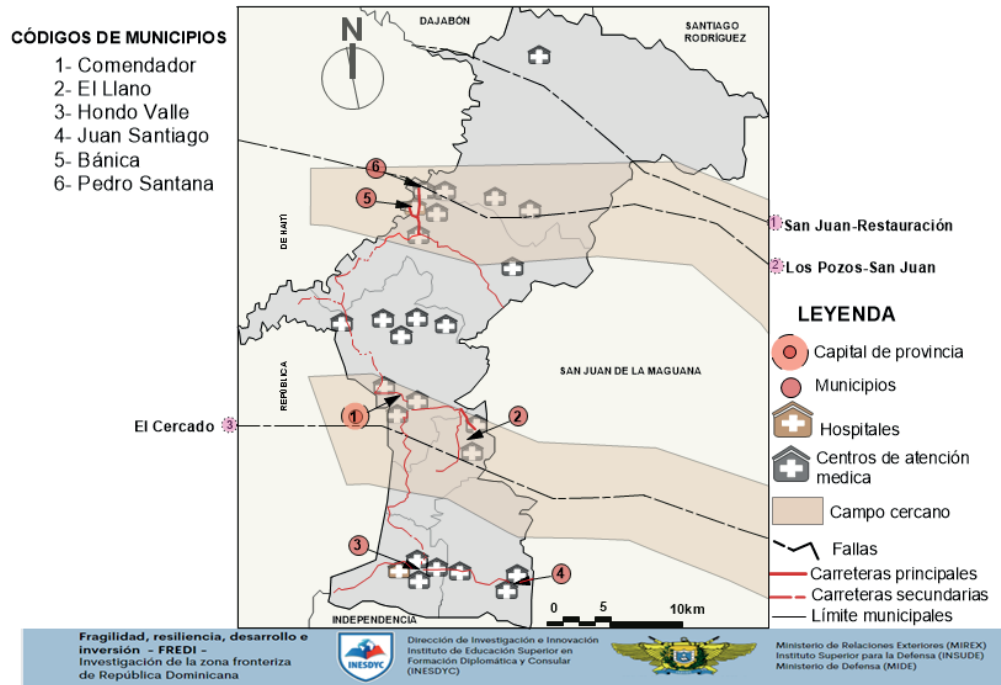 CÓDIGOS DE MUNICIPIOS
1- Comendador
2- El Llano
3- Hondo Valle
4- Juan Santiago
5- Bánica
6- Pedro Santana
DAJABÓN
SANTIAGO
RODRÍGUEZ
N
6
5
DE HAITÍ
REPÚBLICA
1
San Juan-Restauración
2
Los Pozos-San Juan
SAN JUAN DE LA MAGUANA
El Cercado
3
1
2
3
4
INDEPENDENCIA
0 5 10km
LEYENDA
Capital de provincia
Municipios
Hospitales
Centros de atención
medica
Campo cercano
Fallas
Carreteras principales
Carreteras secundarias
Límite municipales
Fragilidad, resiliencia, desarrollo e
inversión - FREDI -
Investigación de la zona fronteriza
de República Dominicana
INESDYC
Dirección de Investigación e Innovación
Instituto de Educación Superior en
Formación Diplomática y Consular
(INESDYC)
Ministerio de Relaciones Exteriores (MIREX)
Instituto Superior para la Defensa (INSUDE)
Ministerio de Defensa (MIDE)